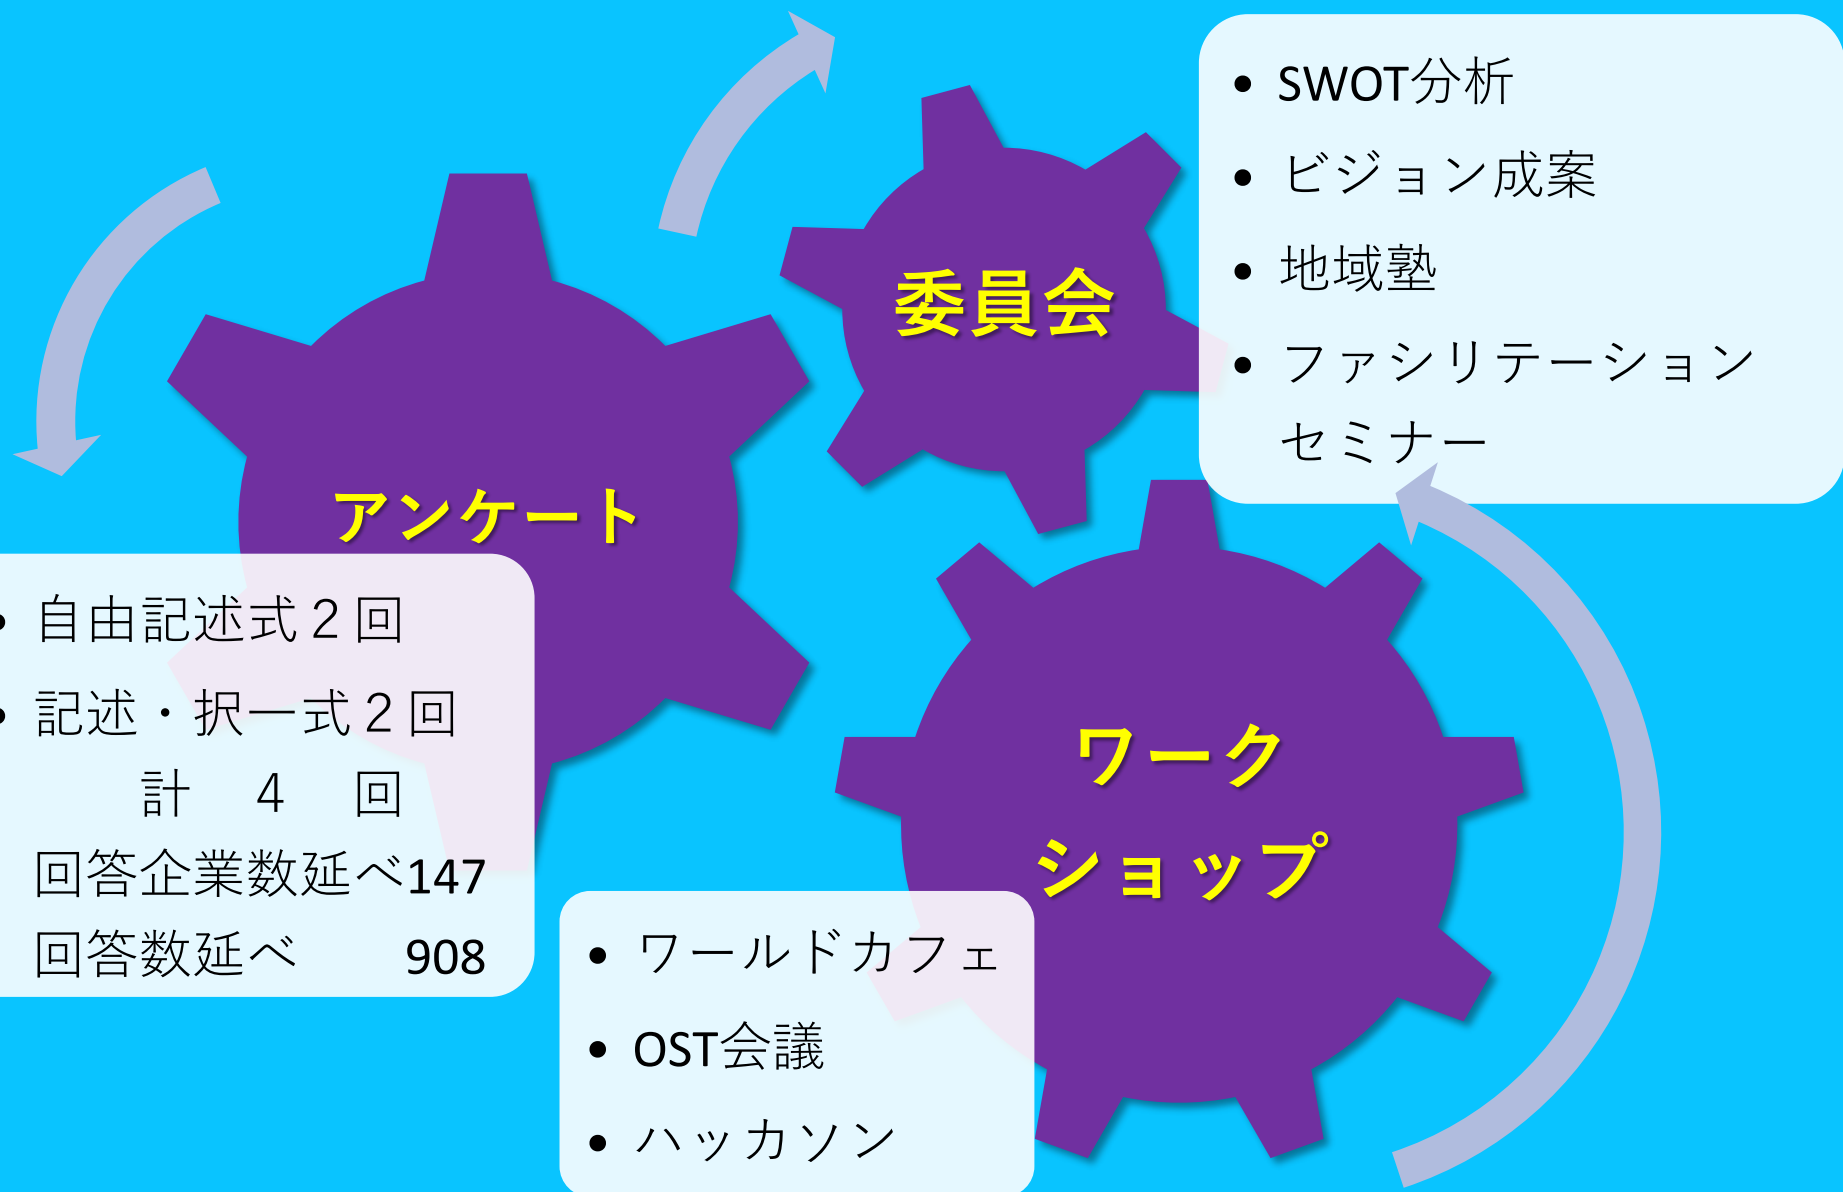 委員会
• SWOT分析
• ビジョン成案
• 地域塾
• ファシリテーション
セミナー
アンケート
• 自由記述式２回
• 記述・択一式２回
計　４　回
回答企業数延べ147
回答数延べ　　908
ワーク
ショップ
• ワールドカフェ
• OST会議
• ハッカソン